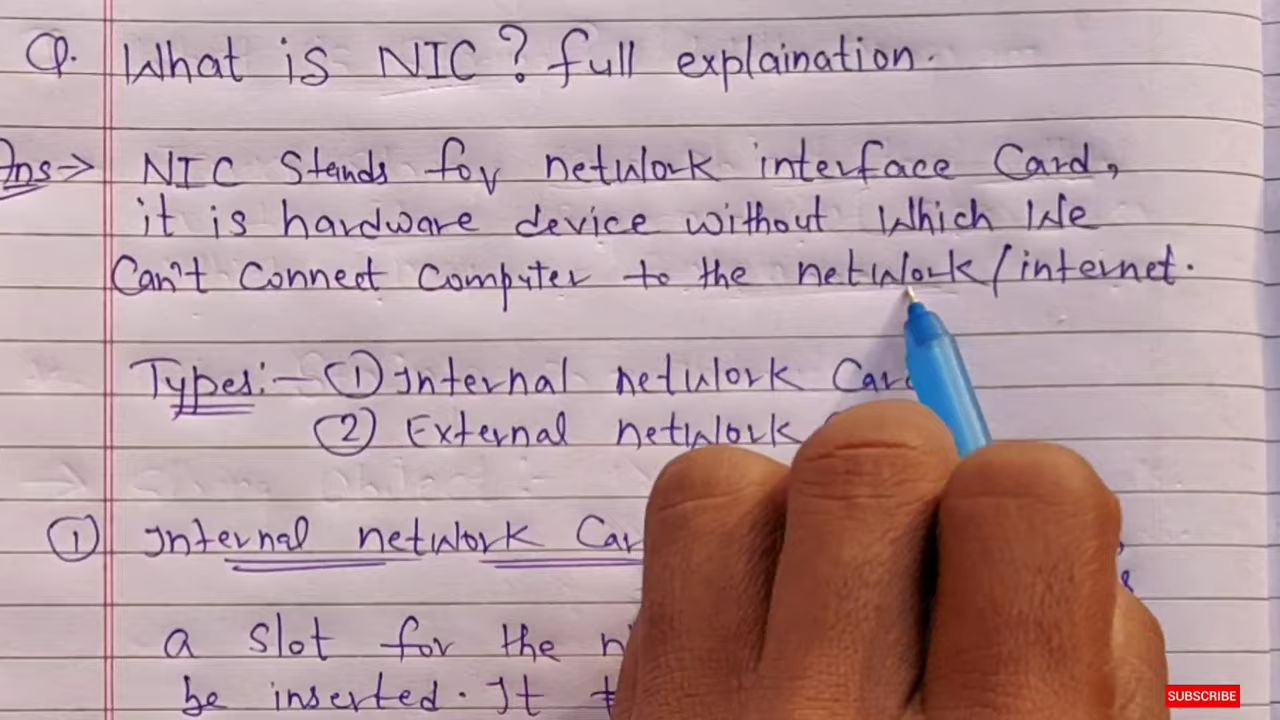 Q. What is NIC? full explaination.
Ans→ NIC Stands for network interface Card,
it is hardware device without Which We
Can't Connect Computer to the network/internet.
Types:- ① Internal network
② External network
① Internal network
a slot for the
be inserted. It
SUBSCRIBE